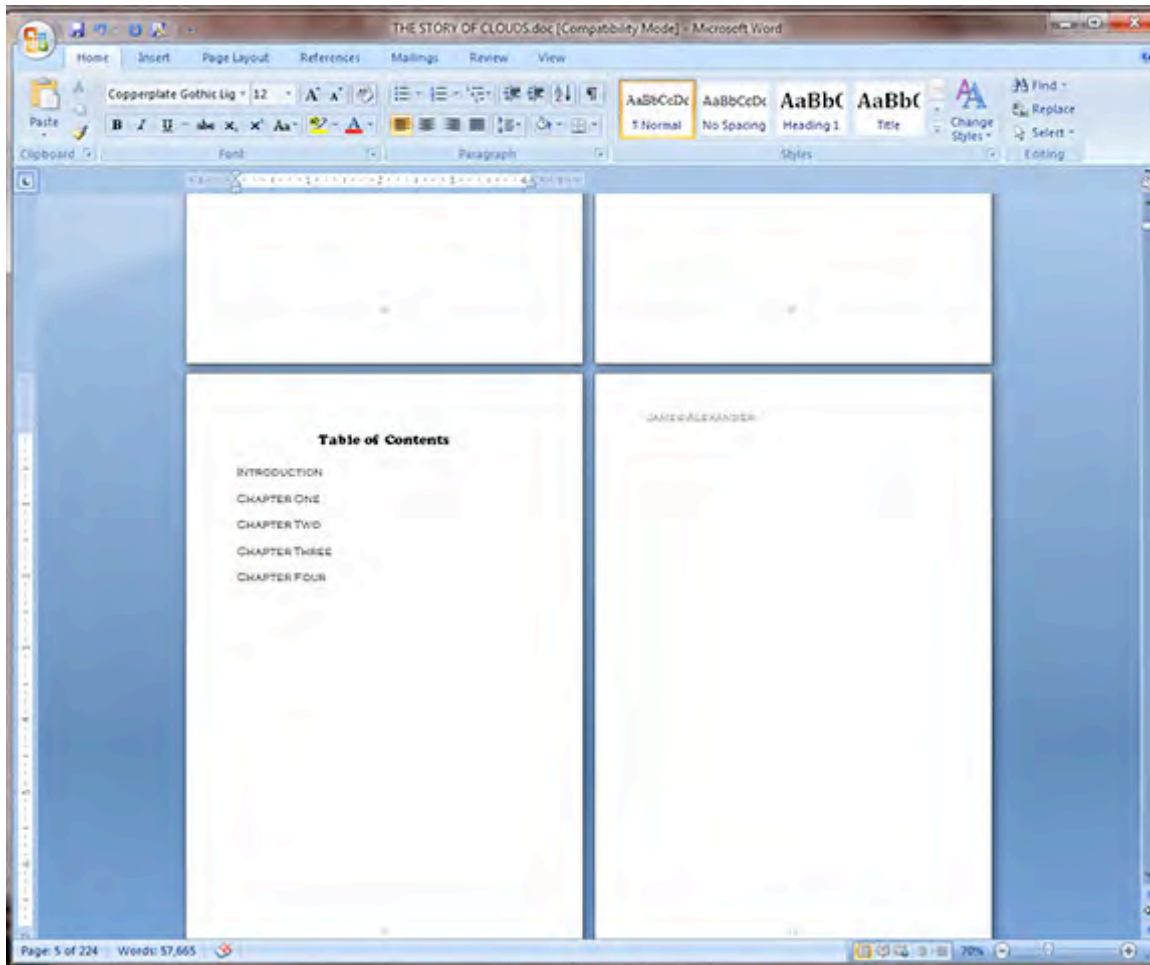 THE STORY OF CLOUDS.doc [Compatibility Mode] - Microsoft Word
Home Insert Page Layout References Mailings Review View
Paste
Copperplate Gothic Lig 12
B I U abc x, x' Aa A
AaBbCcDc AaBbCcDc AaBbC AaBbC
¶ Normal No Spacing Heading 1 Title
Change Styles
Find
Replace
Select
Clipboard Font Paragraph Styles Editing
James Alexander
Table of Contents
Introduction
Chapter One
Chapter Two
Chapter Three
Chapter Four
Page: 5 of 224 Words: 57,665 70%